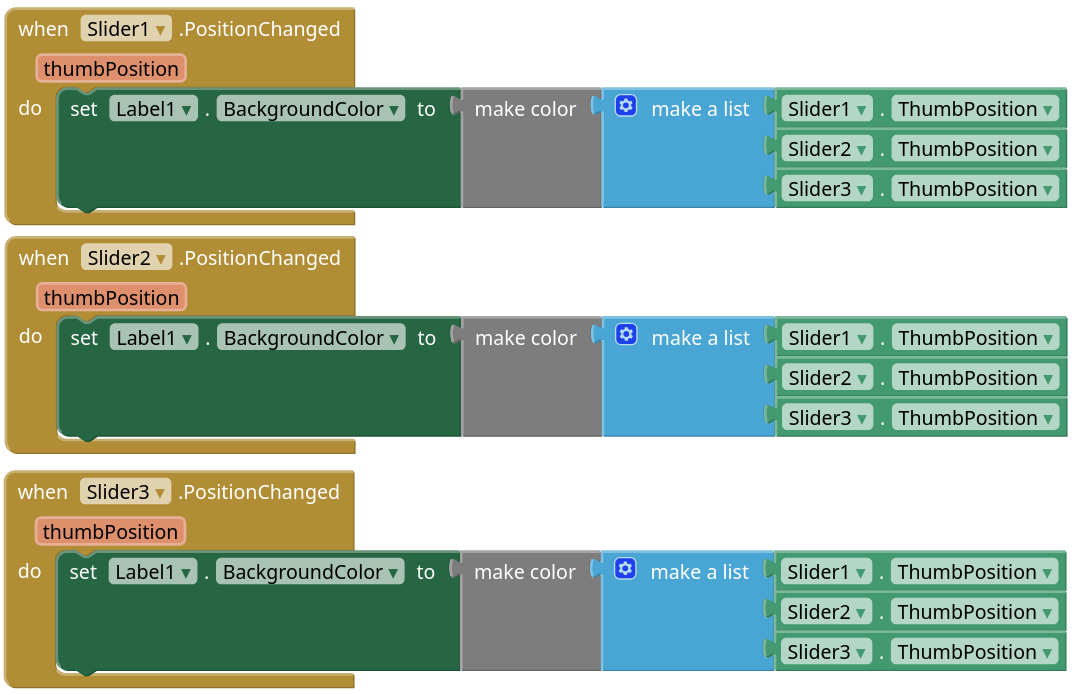 when Slider1 ▾ .PositionChanged
thumbPosition
do set Label1 ▾ . BackgroundColor ▾ to make color make a list Slider1 ▾ . ThumbPosition ▾
Slider2 ▾ . ThumbPosition ▾
Slider3 ▾ . ThumbPosition ▾
when Slider2 ▾ .PositionChanged
thumbPosition
do set Label1 ▾ . BackgroundColor ▾ to make color make a list Slider1 ▾ . ThumbPosition ▾
Slider2 ▾ . ThumbPosition ▾
Slider3 ▾ . ThumbPosition ▾
when Slider3 ▾ .PositionChanged
thumbPosition
do set Label1 ▾ . BackgroundColor ▾ to make color make a list Slider1 ▾ . ThumbPosition ▾
Slider2 ▾ . ThumbPosition ▾
Slider3 ▾ . ThumbPosition ▾